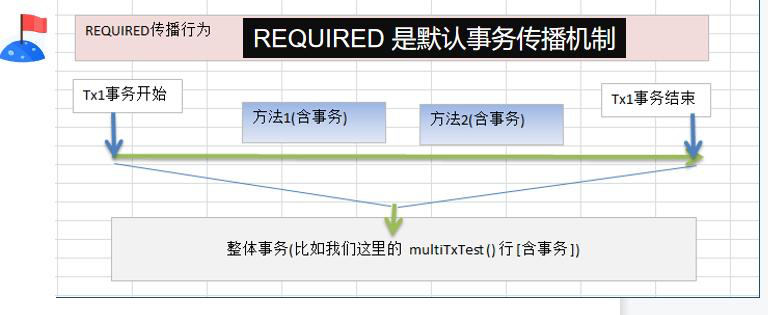 REQUIRED传播行为
REQUIRED 是默认事务传播机制
Tx1事务开始
Tx1事务结束
方法1(含事务)
方法2(含事务)
整体事务(比如我们这里的 multiTxTest()行[含事务])